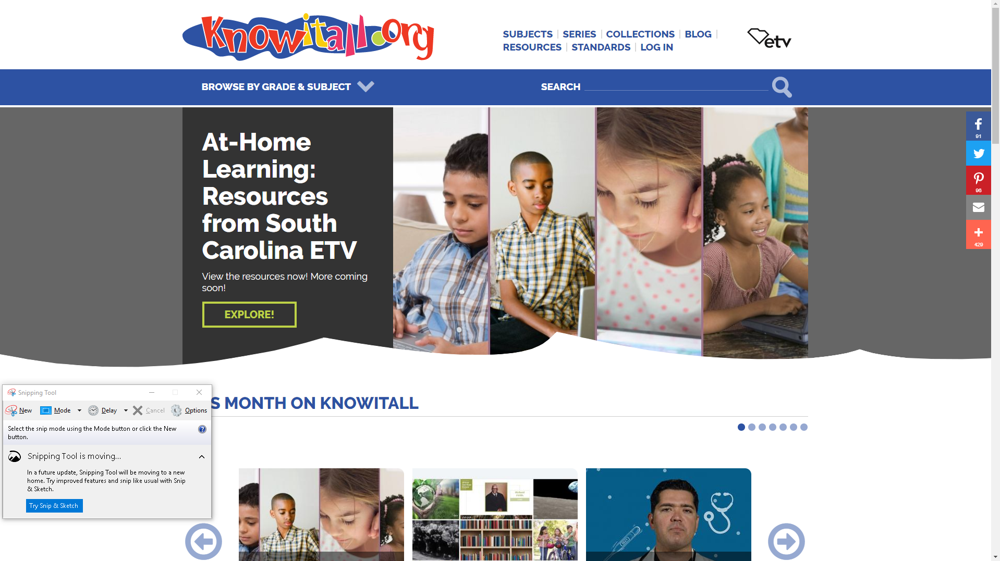 Knowitall.org
SUBJECTS
SERIES
COLLECTIONS
BLOG
RESOURCES
STANDARDS
LOG IN
etv
BROWSE BY GRADE & SUBJECT
SEARCH
At-Home
Learning:
Resources
from South
Carolina ETV
View the resources now! More coming
soon!
EXPLORE!
91
96
429
S MONTH ON KNOWITALL
Snipping Tool
New
Mode
Delay
Cancel
Options
Select the snip mode using the Mode button or click the New
button.
?
Snipping Tool is moving...
In a future update, Snipping Tool will be moving to a new
home. Try improved features and snip like usual with Snip
& Sketch.
Try Snip & Sketch
2020